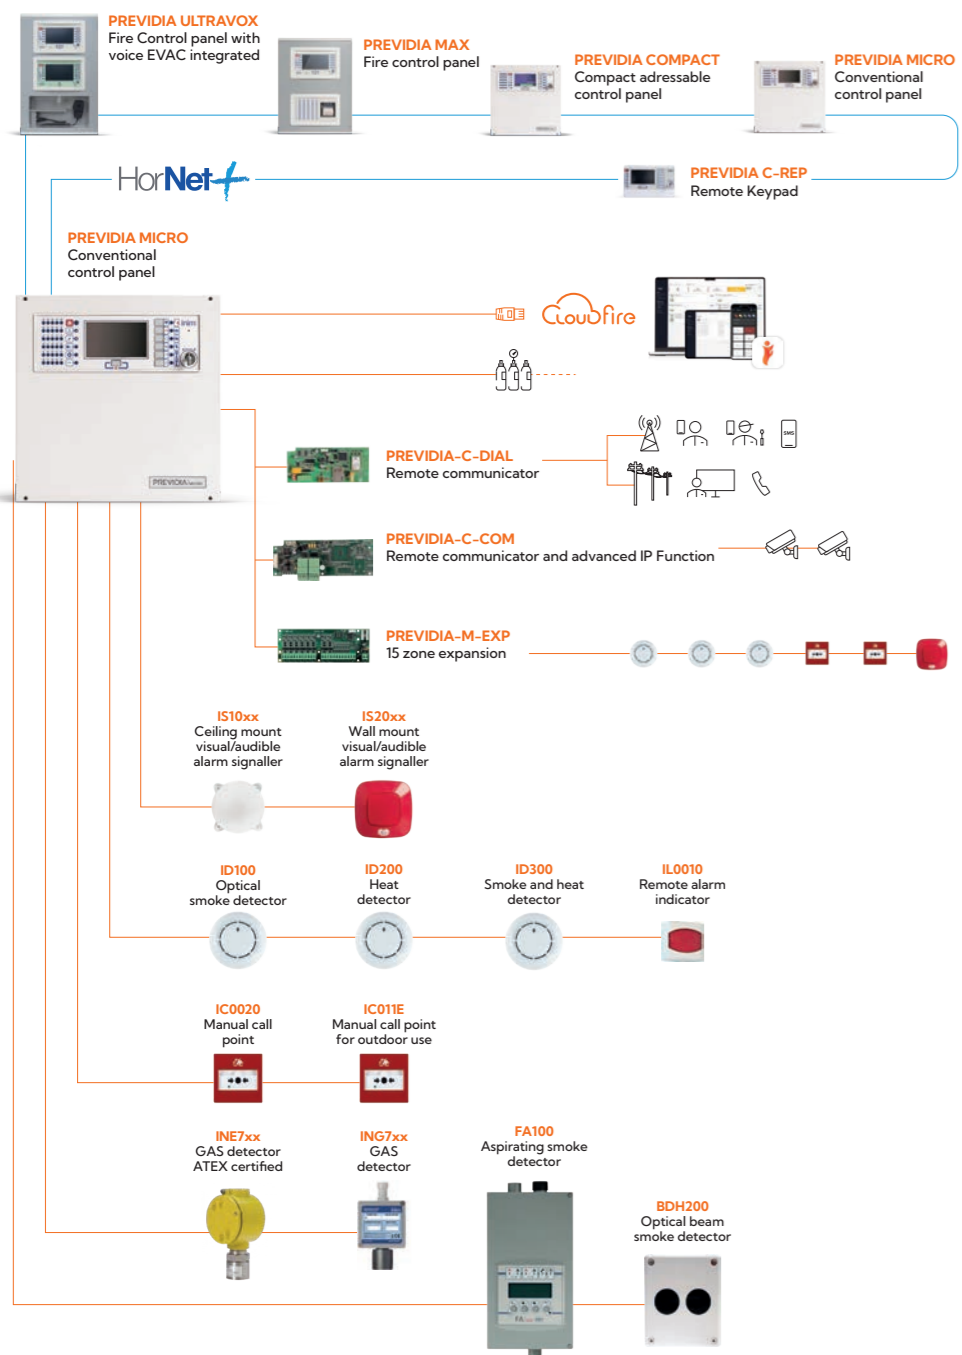 PREVIDIA ULTRAVOX
Fire Control panel with
voice EVAC integrated
PREVIDIA MAX
Fire control panel
PREVIDIA COMPACT
Compact adressable
control panel
PREVIDIA MICRO
Conventional
control panel
HorNet+
PREVIDIA C-REP
Remote Keypad
PREVIDIA MICRO
Conventional
control panel
inim
PREVIDIA
CLOUDFIRE
SMS
PREVIDIA-C-DIAL
Remote communicator
PREVIDIA-C-COM
Remote communicator and advanced IP Function
PREVIDIA-M-EXP
15 zone expansion
IS10xx
Ceiling mount
visual/audible
alarm signaller
IS20xx
Wall mount
visual/audible
alarm signaller
ID100
Optical
smoke detector
ID200
Heat
detector
ID300
Smoke and heat
detector
IL0010
Remote alarm
indicator
IC0020
Manual call
point
IC011E
Manual call point
for outdoor use
INE7xx
GAS detector
ATEX certified
ING7xx
GAS
detector
FA100
Aspirating smoke
detector
FA
BDH200
Optical beam
smoke detector